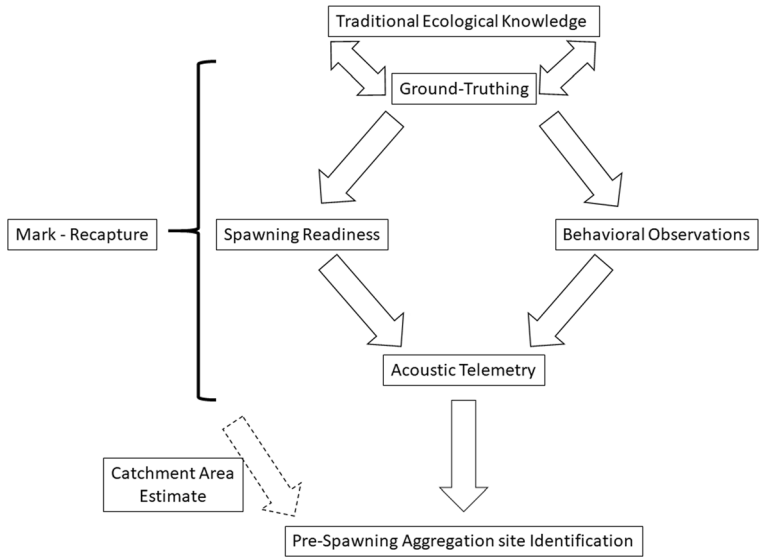 Traditional Ecological Knowledge
Ground-Truthing
Mark - Recapture
Spawning Readiness
Behavioral Observations
Acoustic Telemetry
Catchment Area
Estimate
Pre-Spawning Aggregation site Identification